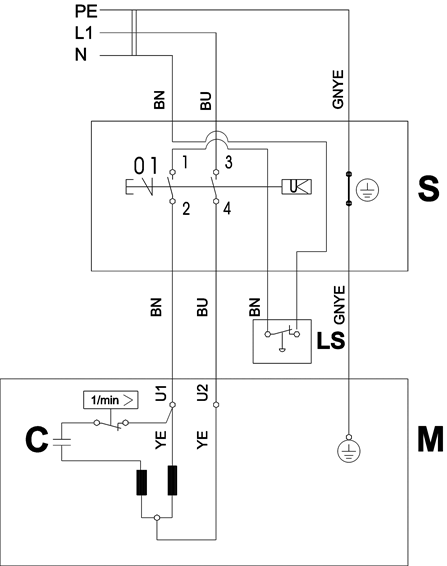 PE
L1
N
BN
BU
GNYE
0 1
1
3
U<
S
2
4
BN
BU
BN
GNYE
LS
U1
U2
1/min >
C
YE
YE
M